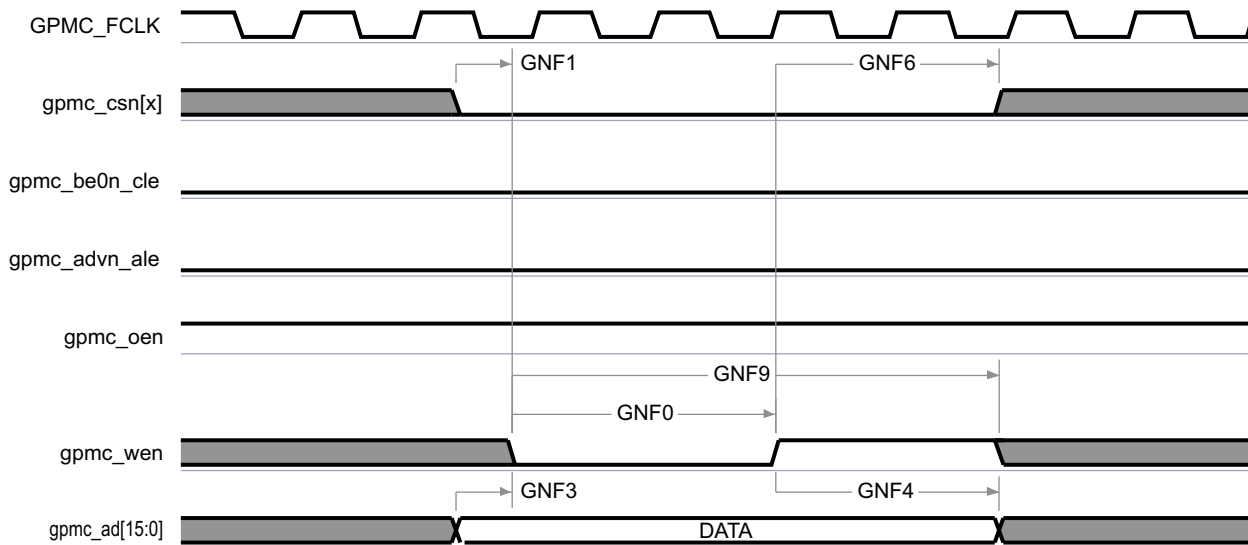 GPMC_FCLK
GNF1
GNF6
gpmc_csn[x]
gpmc_be0n_cle
gpmc_advn_ale
gpmc_oen
GNF9
GNF0
gpmc_wen
GNF3
GNF4
gpmc_ad[15:0]
DATA